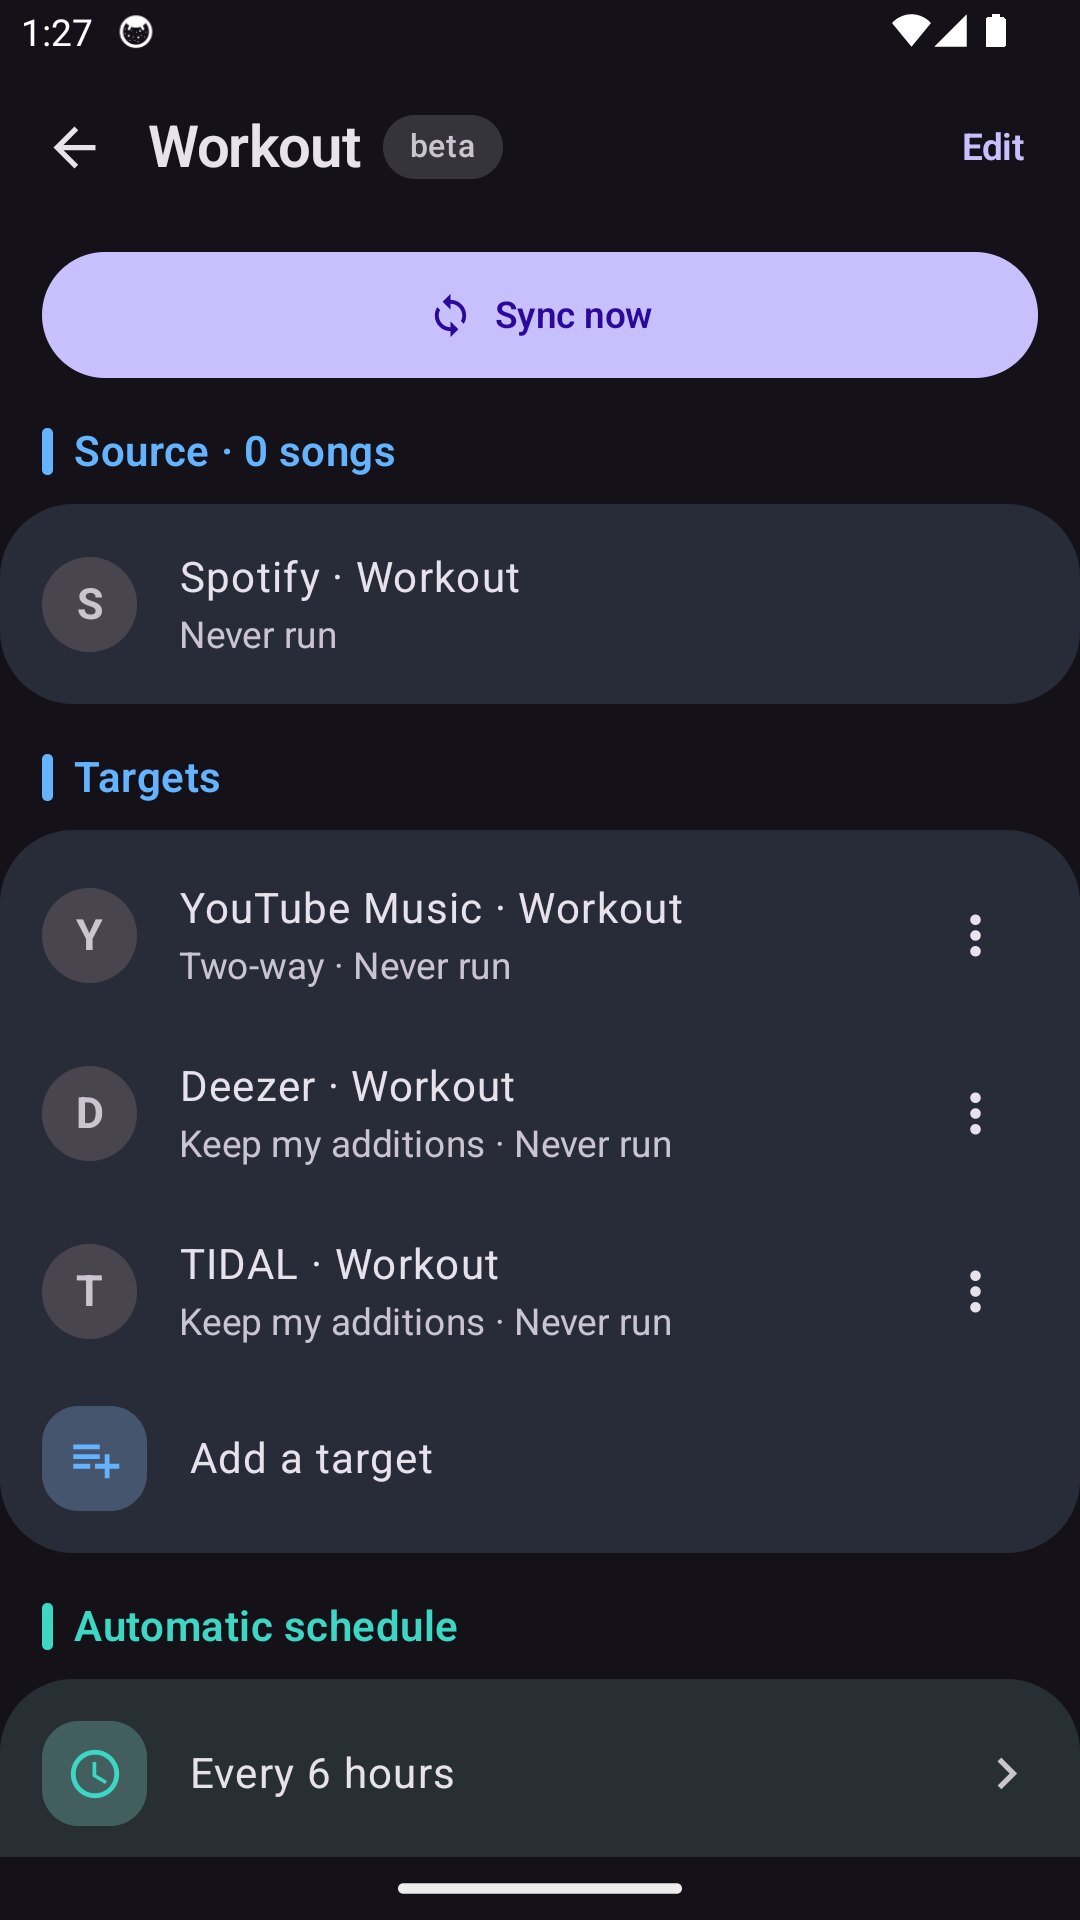 1:27
Workout beta Edit
Sync now
Source · 0 songs
S
Spotify · Workout
Never run
Targets
Y
YouTube Music · Workout
Two-way · Never run
D
Deezer · Workout
Keep my additions · Never run
T
TIDAL · Workout
Keep my additions · Never run
Add a target
Automatic schedule
Every 6 hours